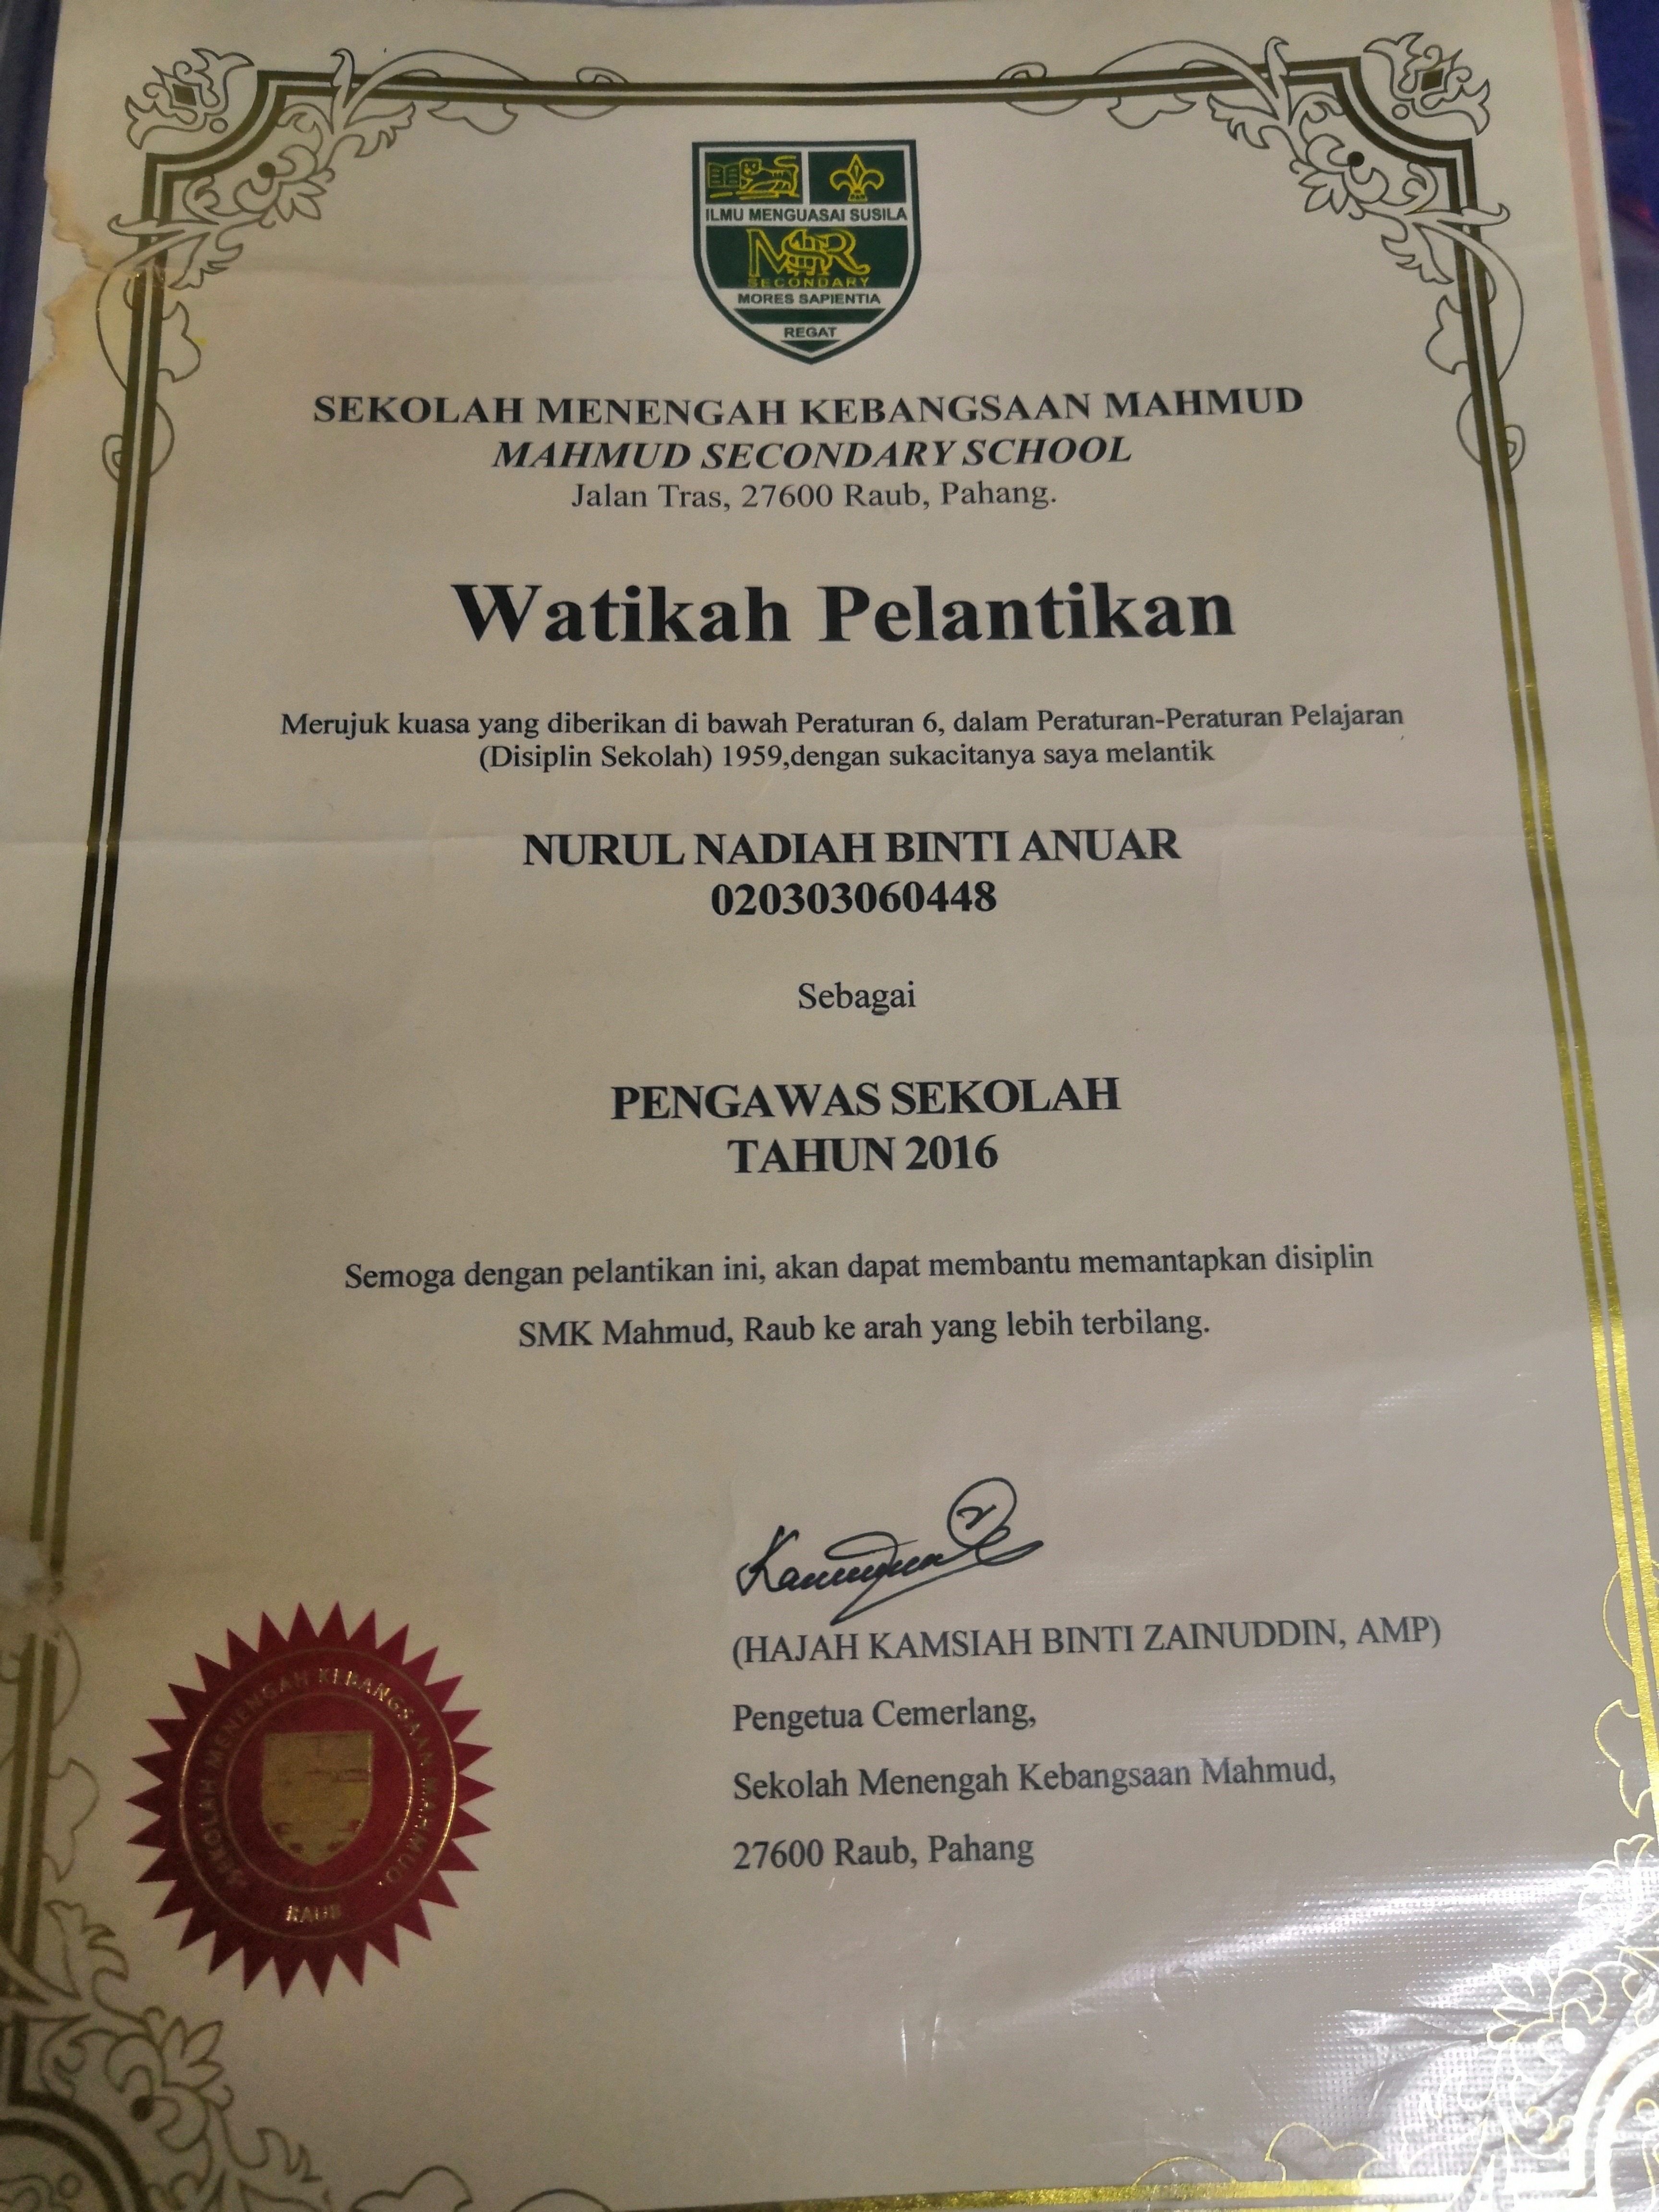 ILMU MENGUASAI SUSILA
MSR
SECONDARY
MORES SAPIENTIA
REGAT
SEKOLAH MENENGAH KEBANGSAAN MAHMUD
MAHMUD SECONDARY SCHOOL
Jalan Tras, 27600 Raub, Pahang.
Watikah Pelantikan
Merujuk kuasa yang diberikan di bawah Peraturan 6, dalam Peraturan-Peraturan Pelajaran
(Disiplin Sekolah) 1959,dengan sukacitanya saya melantik
NURUL NADIAH BINTI ANUAR
020303060448
Sebagai
PENGAWAS SEKOLAH
TAHUN 2016
Semoga dengan pelantikan ini, akan dapat membantu memantapkan disiplin
SMK Mahmud, Raub ke arah yang lebih terbilang.
(HAJAH KAMSIAH BINTI ZAINUDDIN, AMP)
Pengetua Cemerlang,
Sekolah Menengah Kebangsaan Mahmud,
27600 Raub, Pahang
SEKOLAH MENENGAH KEBANGSAAN MAHMUD,
RAUB